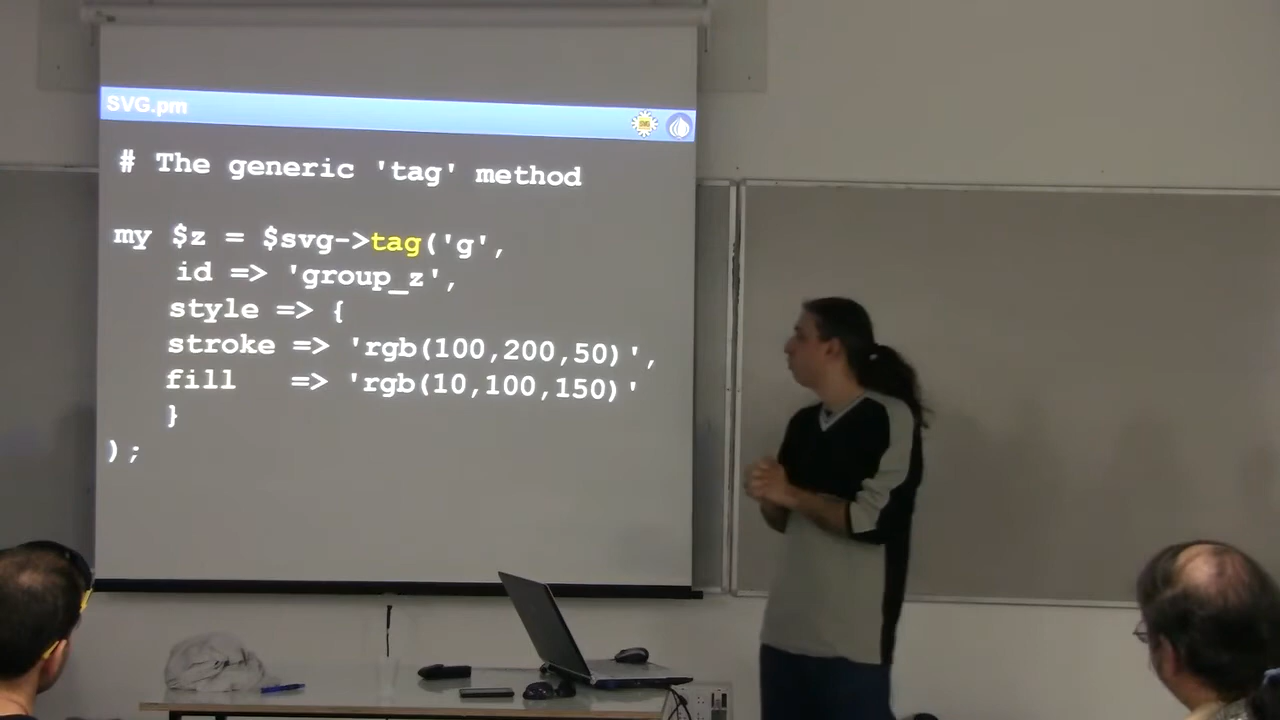 SVG.pm
# The generic 'tag' method
my $z = $svg->tag('g',
id => 'group_z',
style => {
stroke => 'rgb(100,200,50)',
fill => 'rgb(10,100,150)'
}
);